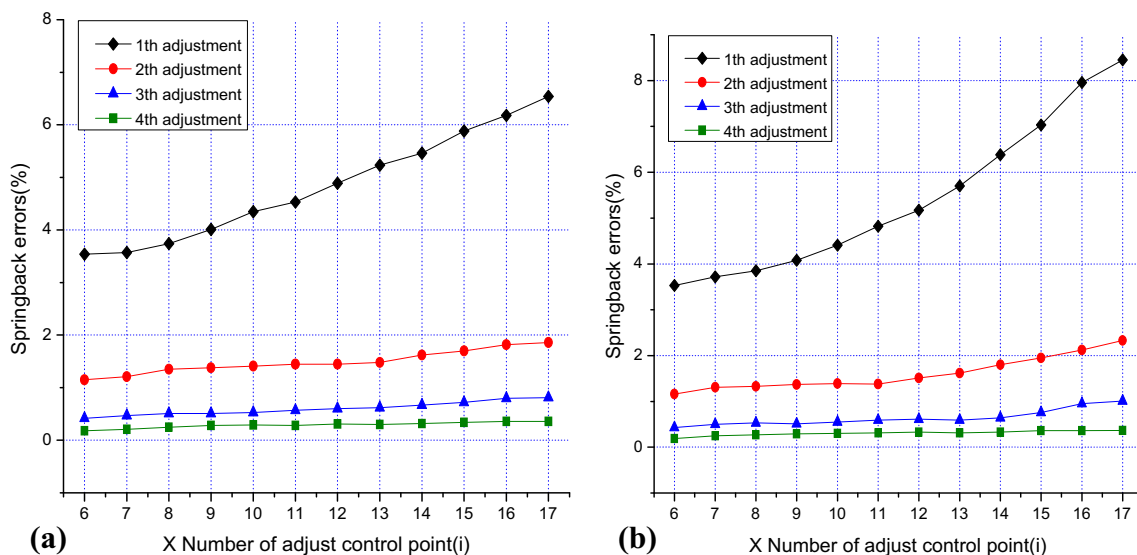 8
6
4
2
0
Springback errors(%)
1th adjustment
2th adjustment
3th adjustment
4th adjustment
6 7 8 9 10 11 12 13 14 15 16 17
X Number of adjust control point(i)
(a)
8
6
4
2
0
Springback errors(%)
1th adjustment
2th adjustment
3th adjustment
4th adjustment
6 7 8 9 10 11 12 13 14 15 16 17
X Number of adjust control point(i)
(b)